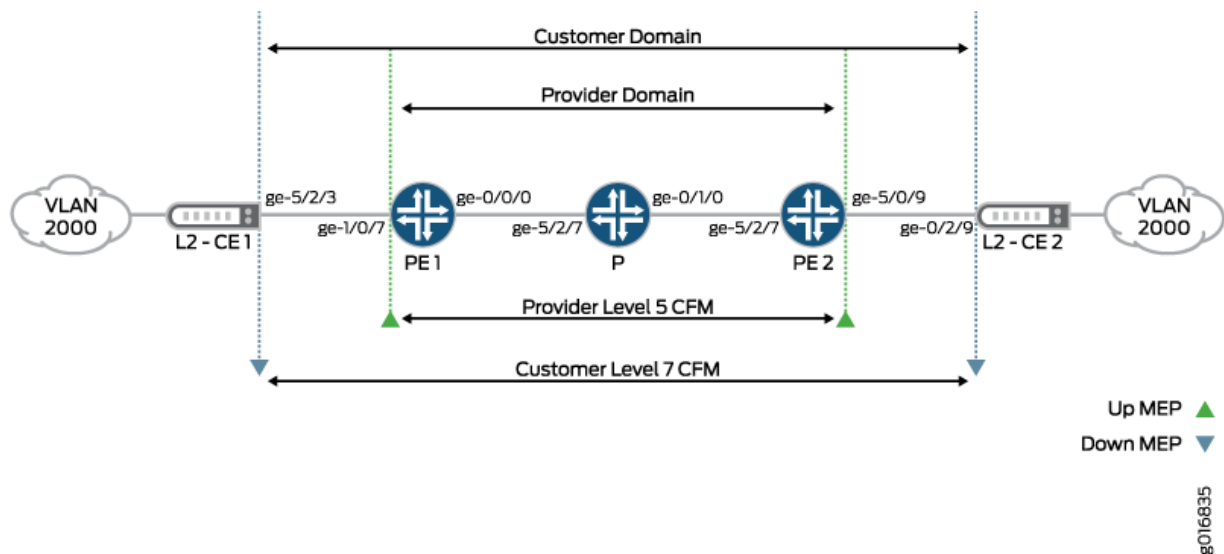 Customer Domain
Provider Domain
VLAN
2000
ge-5/2/3
ge-1/0/7
L2 - CE 1
ge-0/0/0
PE 1
ge-5/2/7
ge-0/1/0
P
ge-5/2/7
PE 2
ge-5/0/9
ge-0/2/9
L2 - CE 2
VLAN
2000
Provider Level 5 CFM
Customer Level 7 CFM
Up MEP
Down MEP
g016835